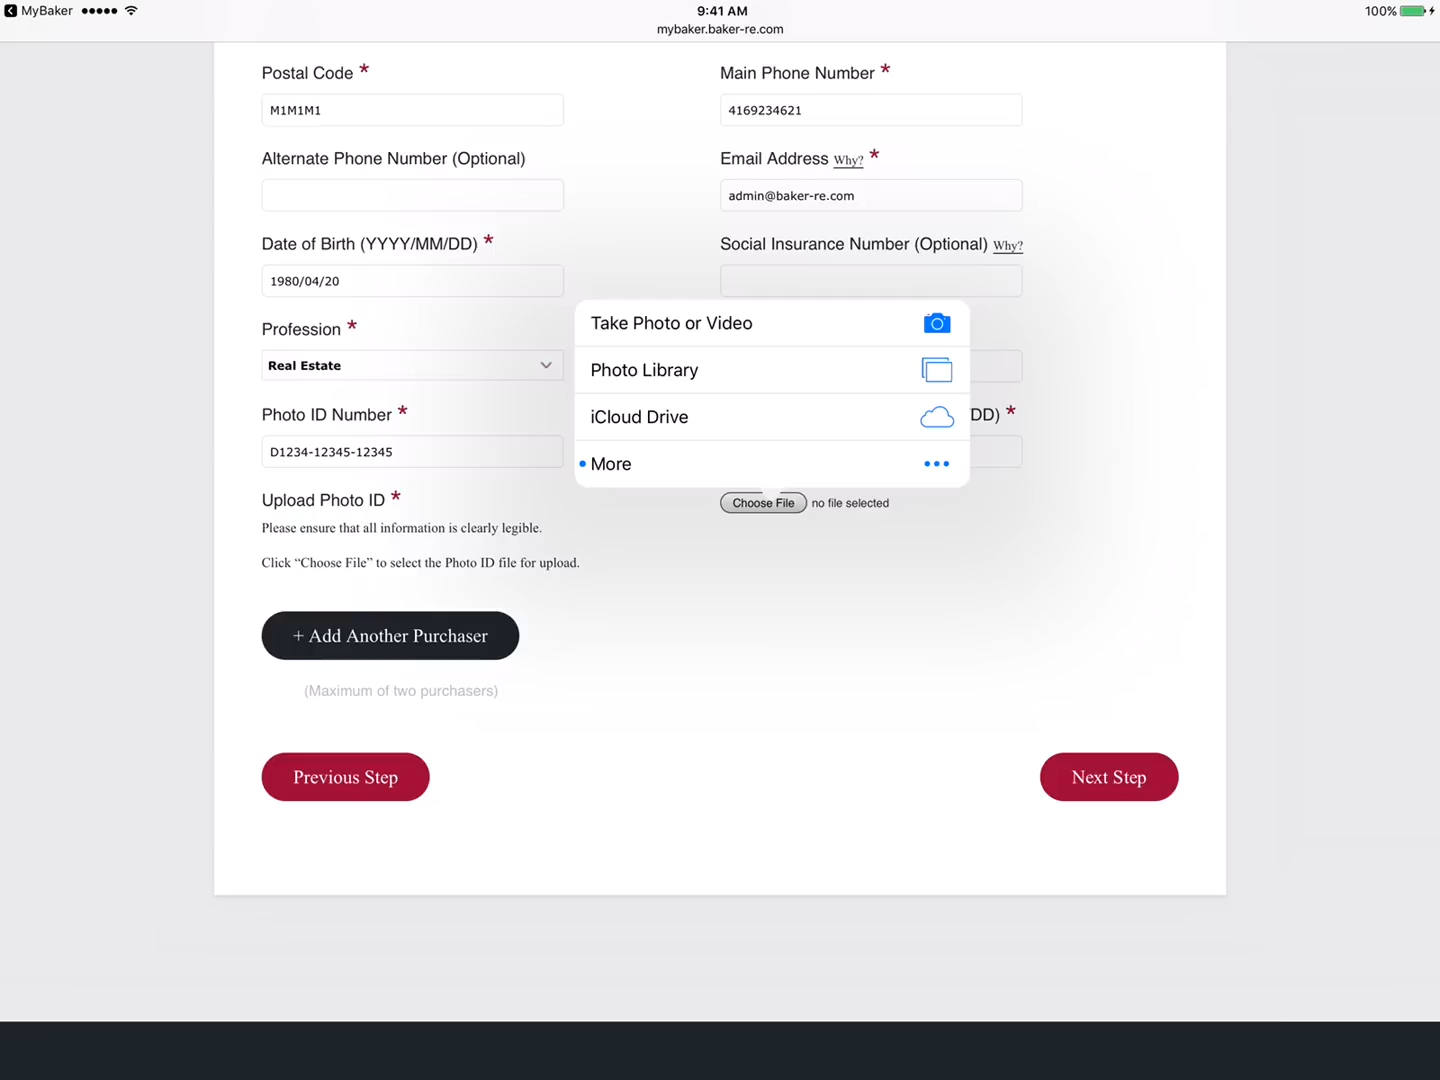 MyBaker
9:41 AM
100%
mybaker.baker-re.com
Postal Code *
Main Phone Number *
M1M1M1
4169234621
Alternate Phone Number (Optional)
Email Address Why? *
admin@baker-re.com
Date of Birth (YYYY/MM/DD) *
Social Insurance Number (Optional) Why?
1980/04/20
Profession *
Take Photo or Video
Real Estate
Photo Library
Photo ID Number *
iCloud Drive
DD) *
D1234-12345-12345
More
Upload Photo ID *
Choose File no file selected
Please ensure that all information is clearly legible.
Click “Choose File” to select the Photo ID file for upload.
+ Add Another Purchaser
(Maximum of two purchasers)
Previous Step
Next Step